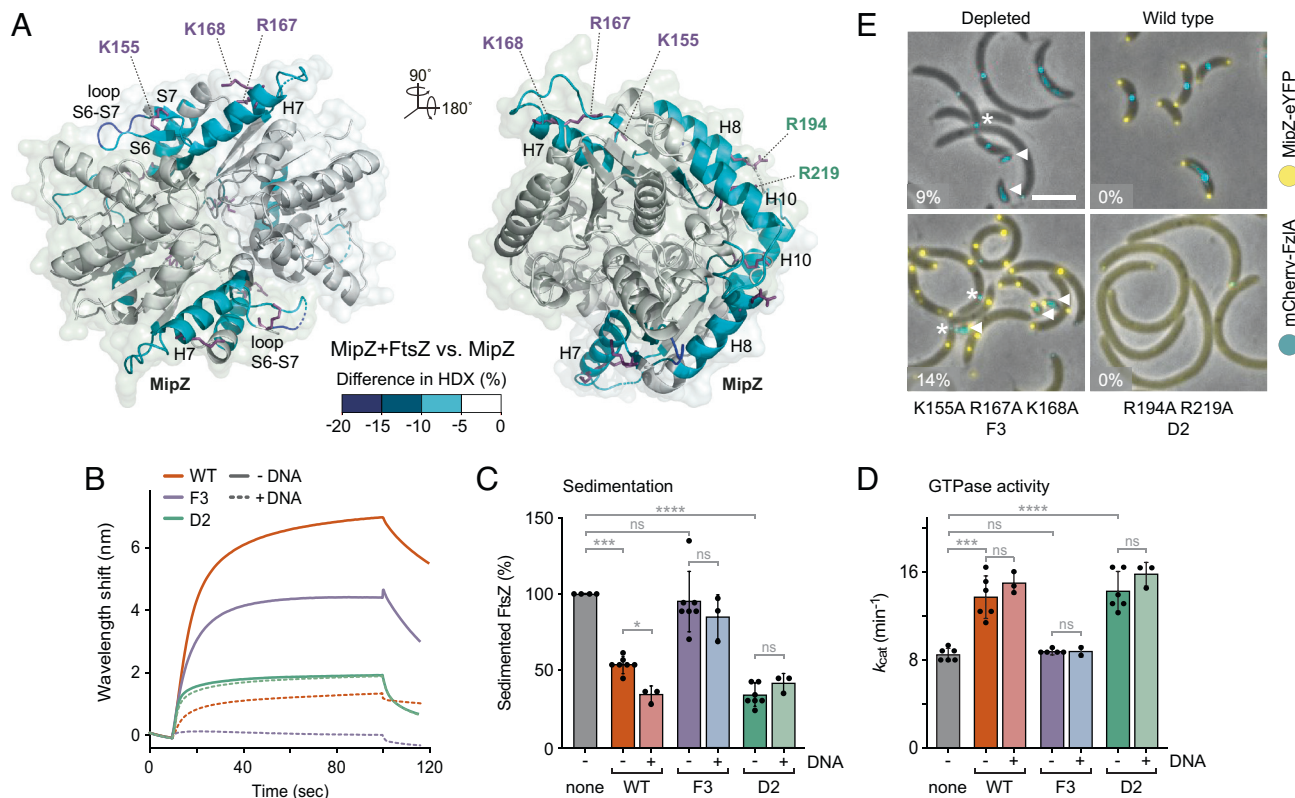 A
K155
K168
R167
loop
S6-S7
S7
S6
H7
H7
loop
S6-S7
MipZ
90°
180°
K168
R167
K155
H7
H8
R194
R219
H10
H10
H7
H8
MipZ
MipZ+FtsZ vs. MipZ
Difference in HDX (%)
-20 -15 -10 -5 0
E
Depleted Wild type
*
9%
0%
*
*
14%
0%
K155A R167A K168A
F3
R194A R219A
D2
MipZ-eYFP
mCherry-FzlA
B
WT
F3
D2
- DNA
+ DNA
Wavelength shift (nm)
6
4
2
0
0 40 80 120
Time (sec)
C
Sedimentation
Sedimented FtsZ (%)
150
100
50
0
****
ns
***
ns
*
ns
- - + - + - + DNA
none WT F3 D2
D
GTPase activity
kcat (min-1)
16
8
0
****
ns
***
ns
ns
ns
- - + - + - + DNA
none WT F3 D2